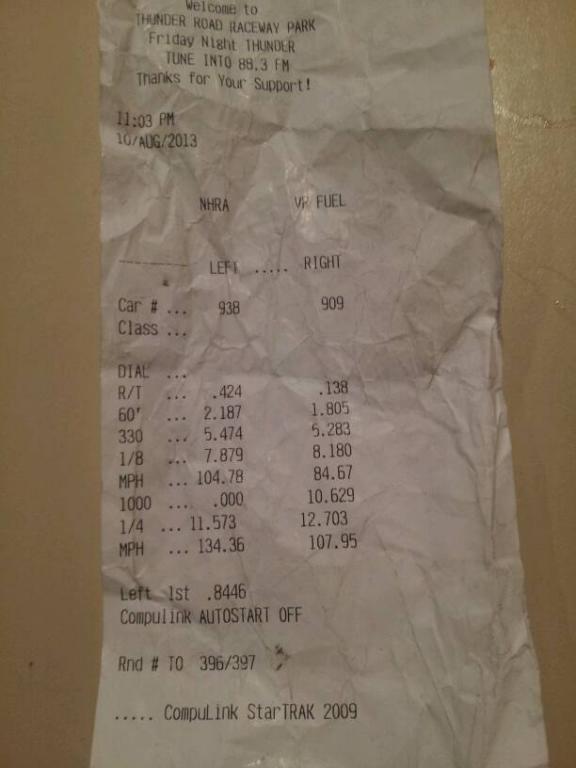 Welcome to
THUNDER ROAD RACEWAY PARK
Friday Night THUNDER
TUNE INTO 88.3 FM
Thanks for Your Support!
11:03 PM
10/AUG/2013
NHRA VP FUEL
---------- LEFT ..... RIGHT
Car # ... 938 909
Class ...
DIAL ...
R/T ... .424 .138
60' ... 2.187 1.805
330 ... 5.474 5.283
1/8 ... 7.879 8.180
MPH ... 104.78 84.67
1000 ... .000 10.629
1/4 ... 11.573 12.703
MPH ... 134.36 107.95
Left 1st .8446
Compulink AUTOSTART OFF
Rnd # TO 396/397
..... CompuLink StarTRAK 2009